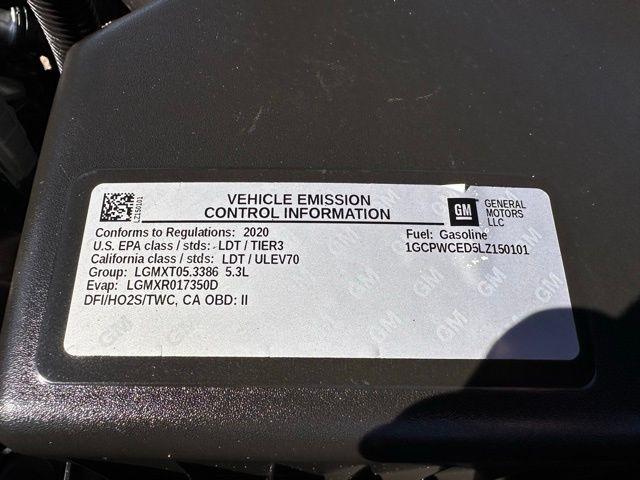 LZ150101
VEHICLE EMISSION
CONTROL INFORMATION
GM
GENERAL
MOTORS
LLC
Conforms to Regulations: 2020
Fuel: Gasoline
U.S. EPA class / stds: LDT / TIER3
1GCPWCED5LZ150101
California class / stds: LDT / ULEV70
Group: LGMXT05.3386 5.3L
Evap: LGMXR017350D
DFI/HO2S/TWC, CA OBD: II